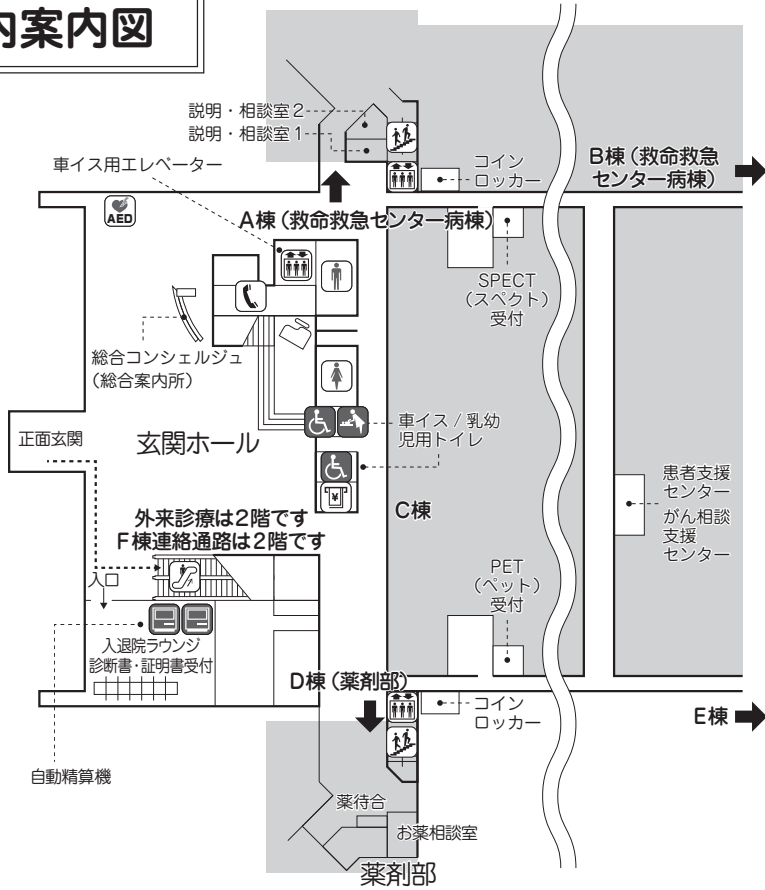 内案内図
説明・相談室2
説明・相談室1
車イス用エレベーター
コイン
ロッカー
B棟(救命救急
センター病棟)
AED
A棟(救命救急センター病棟)
SPECT
(スペクト)
受付
総合コンシェルジュ
(総合案内所)
正面玄関
玄関ホール
車イス/乳幼
児用トイレ
¥
C棟
患者支援
センター
がん相談
支援
センター
外来診療は2階です
F棟連絡通路は2階です
入口
PET
(ペット)
受付
入退院ラウンジ
診断書・証明書受付
D棟(薬剤部)
コイン
ロッカー
E棟
自動精算機
薬待合
お薬相談室
薬剤部